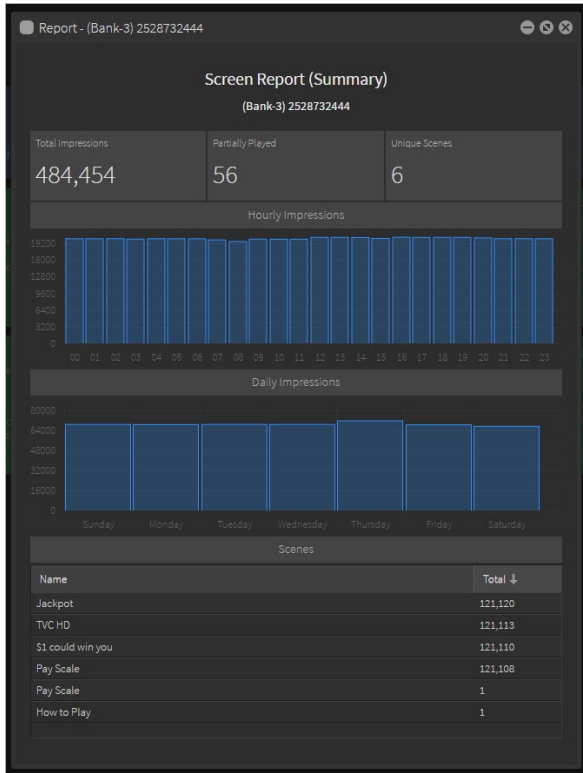 Report - (Bank-3) 2528732444
Screen Report (Summary)
(Bank-3) 2528732444
Total Impressions Partially Played Unique Scenes
484,454 56 6
Hourly Impressions
19200
16000
12800
9600
6400
3200
0
00 01 02 03 04 05 06 07 08 09 10 11 12 13 14 15 16 17 18 19 20 21 22 23
Daily Impressions
80000
64000
48000
32000
16000
0
Sunday Monday Tuesday Wednesday Thursday Friday Saturday
Scenes
Name Total ↓
Jackpot 121,120
TVC HD 121,113
$1 could win you 121,110
Pay Scale 121,108
Pay Scale 1
How to Play 1